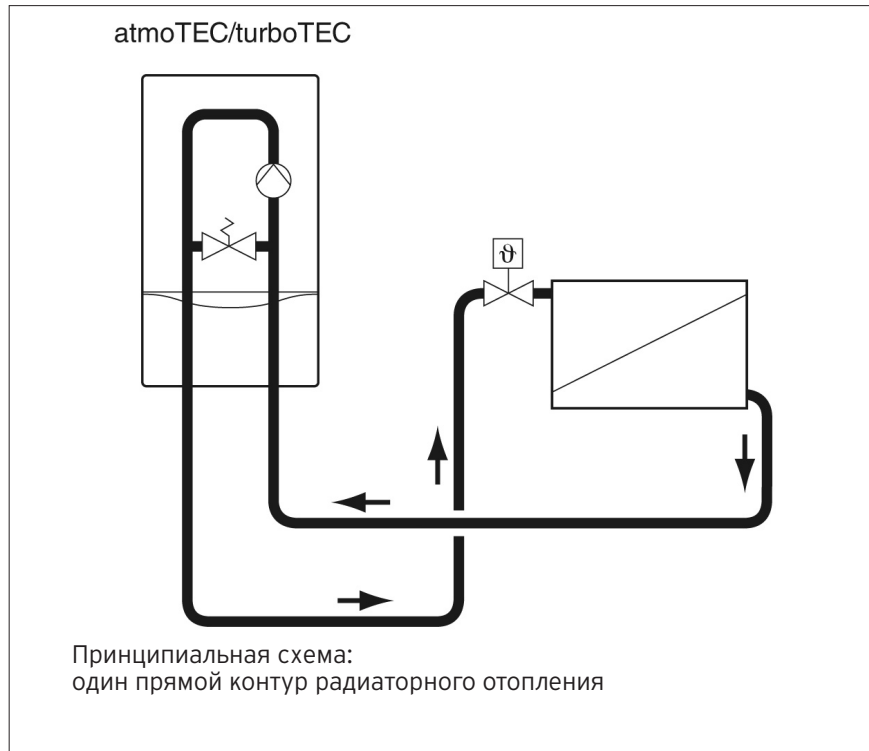 atmoTEC/turboTEC
ϑ
Принципиальная схема:
один прямой контур радиаторного отопления